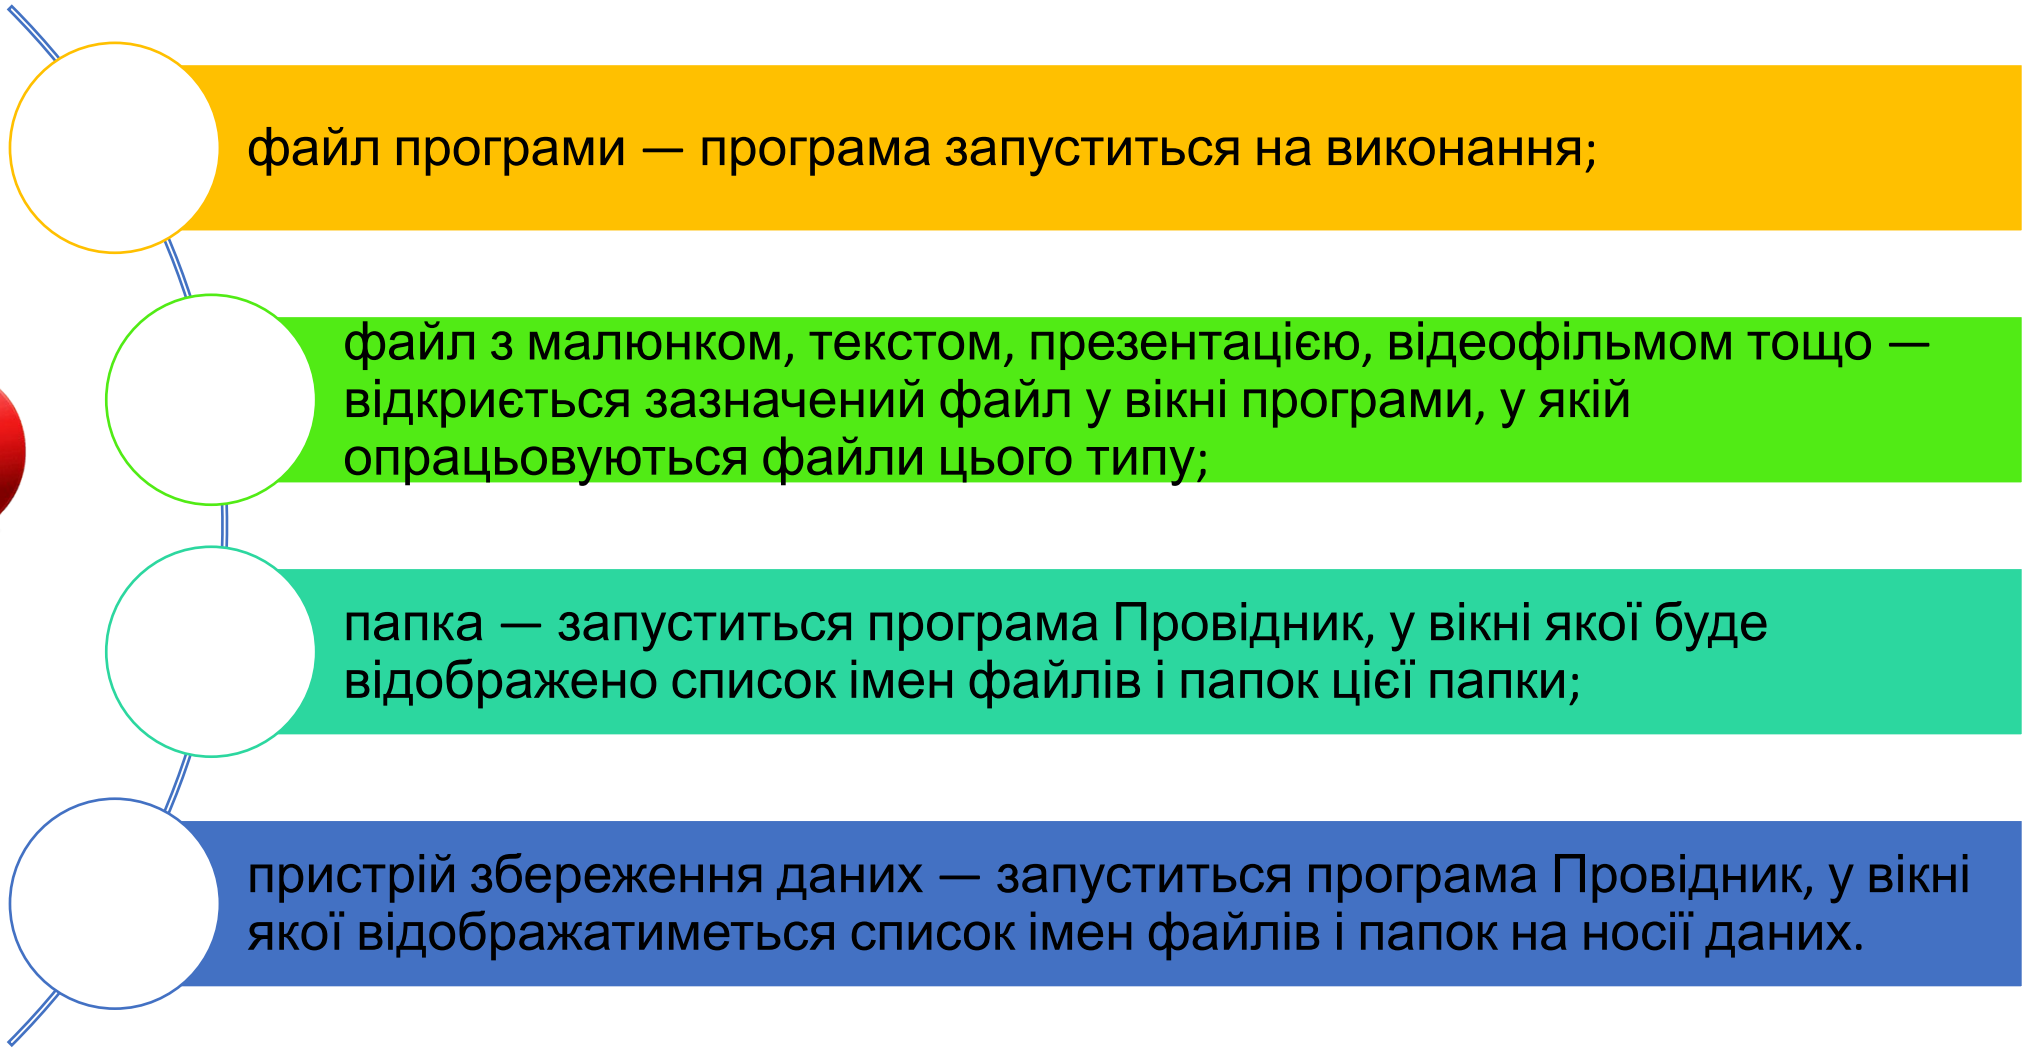 файл програми — програма запуститься на виконання;
файл з малюнком, текстом, презентацією, відеофільмом тощо —
відкриється зазначений файл у вікні програми, у якій
опрацьовуються файли цього типу;
папка — запуститься програма Провідник, у вікні якої буде
відображено список імен файлів і папок цієї папки;
пристрій збереження даних — запуститься програма Провідник, у вікні
якої відображатиметься список імен файлів і папок на носії даних.